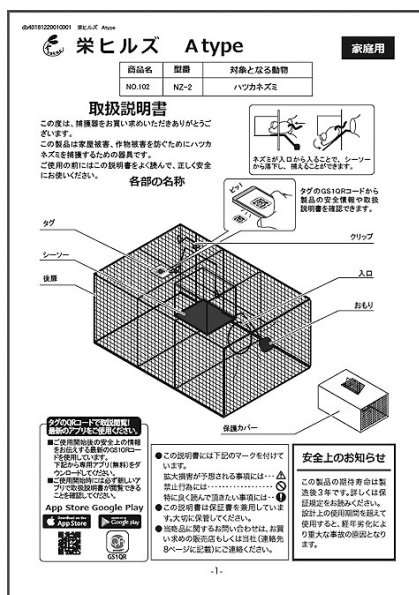 db40161220010001 栄ヒルズ Atype
栄ヒルズ Atype
家庭用
商品名 型番 対象となる動物
NO.102 NZ-2 ハツカネズミ
取扱説明書
この度は、捕獲器をお買い求めいただきありがとうございます。
この製品は家屋被害、作物被害を防ぐためにハツカネズミを捕獲するための器具です。
ご使用の前にはこの説明書をよく読んで、正しく安全にお使いください。
ネズミが入口から入ることで、シーソー
から落下し、捕えることができます。
各部の名称
ピッ!
タグのGS1QRコードから
製品の安全情報や取扱
説明書を確認できます。
タグ
シーソー
後扉
クリップ
入口
おもり
保護カバー
タグのQRコードで取説閲覧!
最新のアプリをご使用ください。
■ご使用開始後の安全上の情報
をお伝えする最新のGS1QRコー
ドを使用しています。
下記から専用アプリ(無料)をダ
ウンロードしてください。
■ご使用開始時には必ず新しいア
プリで取扱説明書が閲覧できる
ことを確認してください。
App Store Google Play
App Store
Google play
GS1QR
●この説明書には下記のマークを付けて
います。
拡大損害が予想される事項には・・・
禁止行為には・・・・・・・・・・
特に良く読んで頂きたい事項には・・
●この説明書は保証書を兼用していま
す。大切に保管してください。
●当商品に関するお問い合わせは、お買
い求めの販売店もしくは当社(連絡先
8ページに記載)にご連絡ください。
安全上のお知らせ
この製品の期待寿命は製
造後3年です。詳しくは保
証規定をお読みください。
設計上の使用期間を超えて
使用すると、経年劣化によ
り重大な事故の原因となり
ます。
-1-